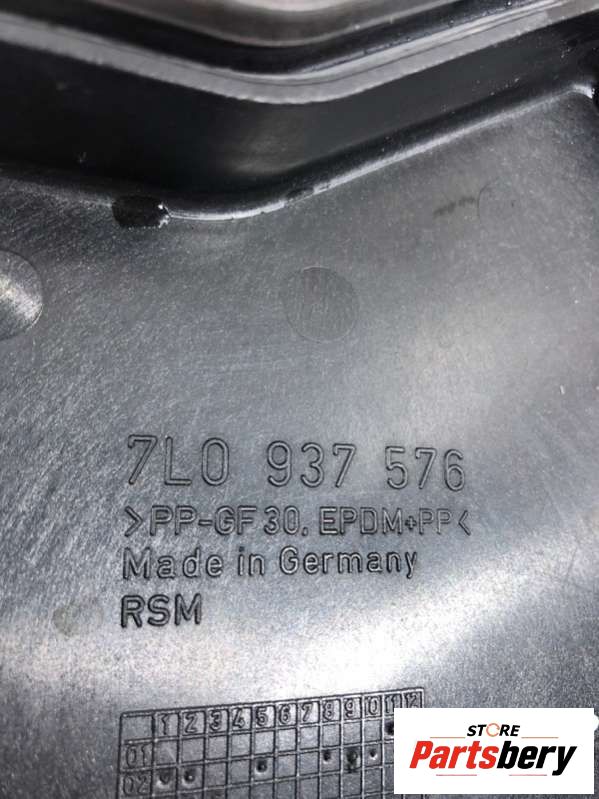 7L0 937 576
>PP-GF30. EPDM+PP<
Made in Germany
RSM
1 2 3 4 5 6 7 8 9 0 11 12
01
02
STORE
Partsbery